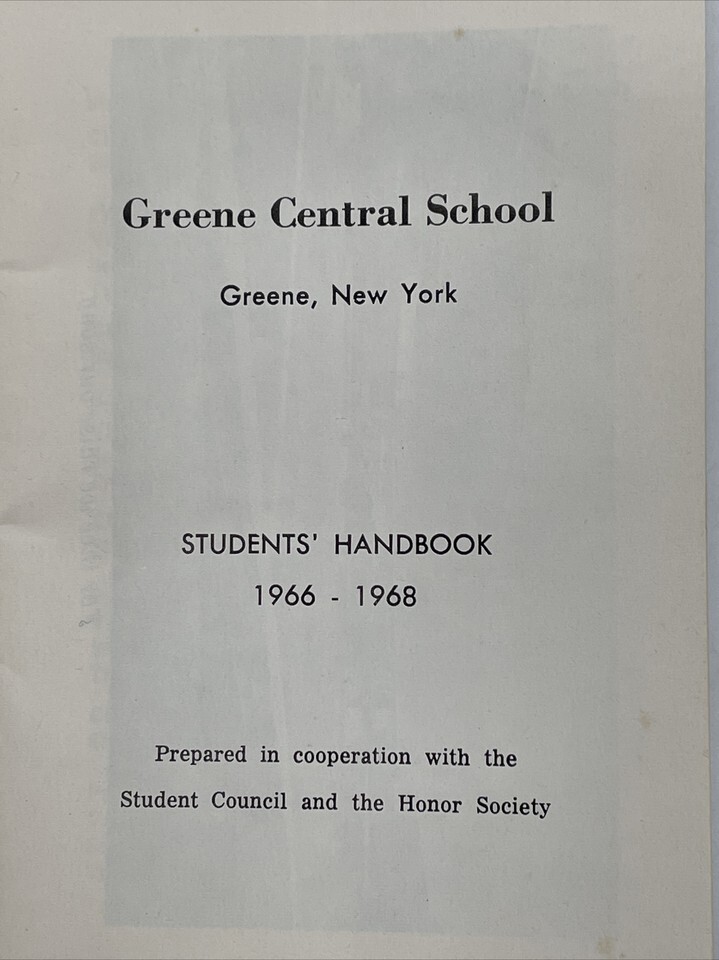 Greene Central School
Greene, New York
STUDENTS' HANDBOOK
1966 - 1968
Prepared in cooperation with the
Student Council and the Honor Society